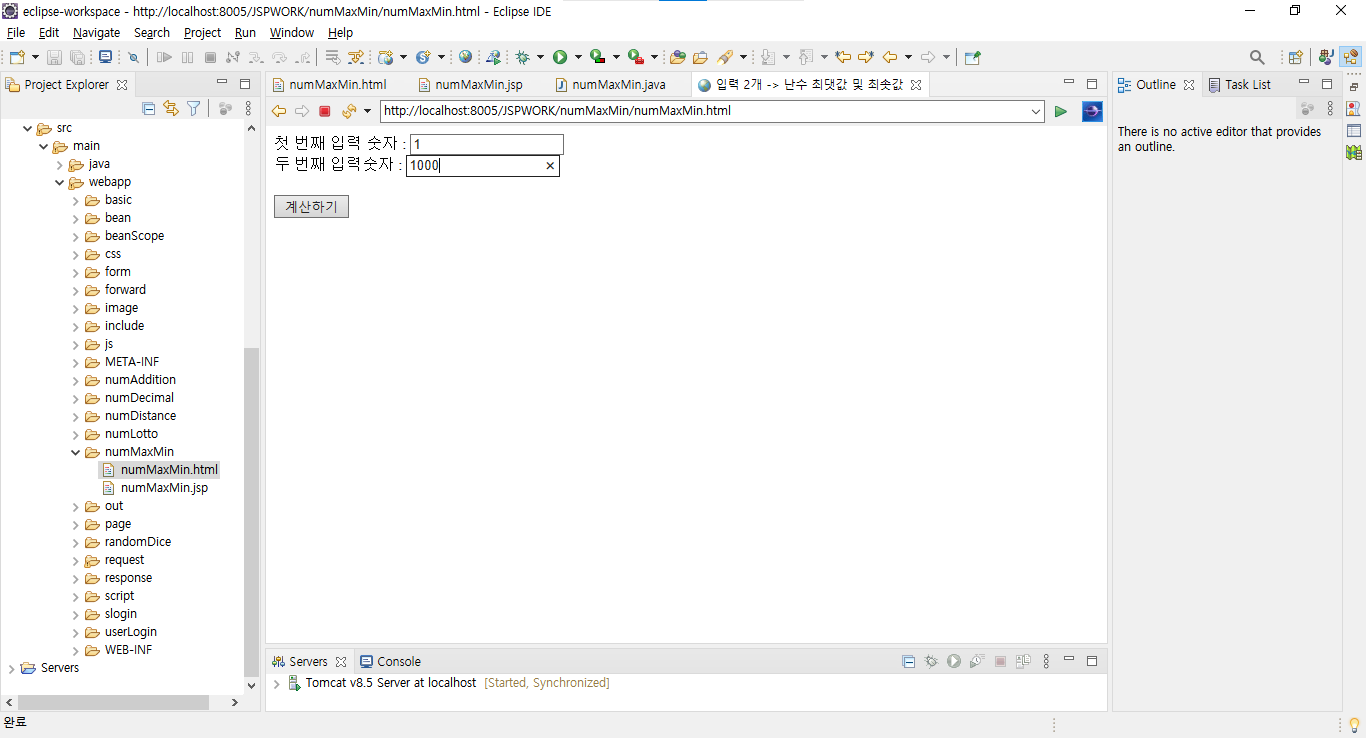 eclipse-workspace - http://localhost:8005/JSPWORK/numMaxMin/numMaxMin.html - Eclipse IDE
File Edit Navigate Search Project Run Window Help
Project Explorer
src
main
java
webapp
basic
bean
beanScope
css
form
forward
image
include
js
META-INF
numAddition
numDecimal
numDistance
numLotto
numMaxMin
numMaxMin.html
numMaxMin.jsp
out
page
randomDice
request
response
script
slogin
userLogin
WEB-INF
Servers
numMaxMin.html numMaxMin.jsp numMaxMin.java 입력 2개 -> 난수 최댓값 및 최솟값
http://localhost:8005/JSPWORK/numMaxMin/numMaxMin.html
첫 번째 입력 숫자 : 1
두 번째 입력숫자 : 1000
계산하기
Servers Console
Tomcat v8.5 Server at localhost [Started, Synchronized]
Outline Task List
There is no active editor that provides
an outline.
완료